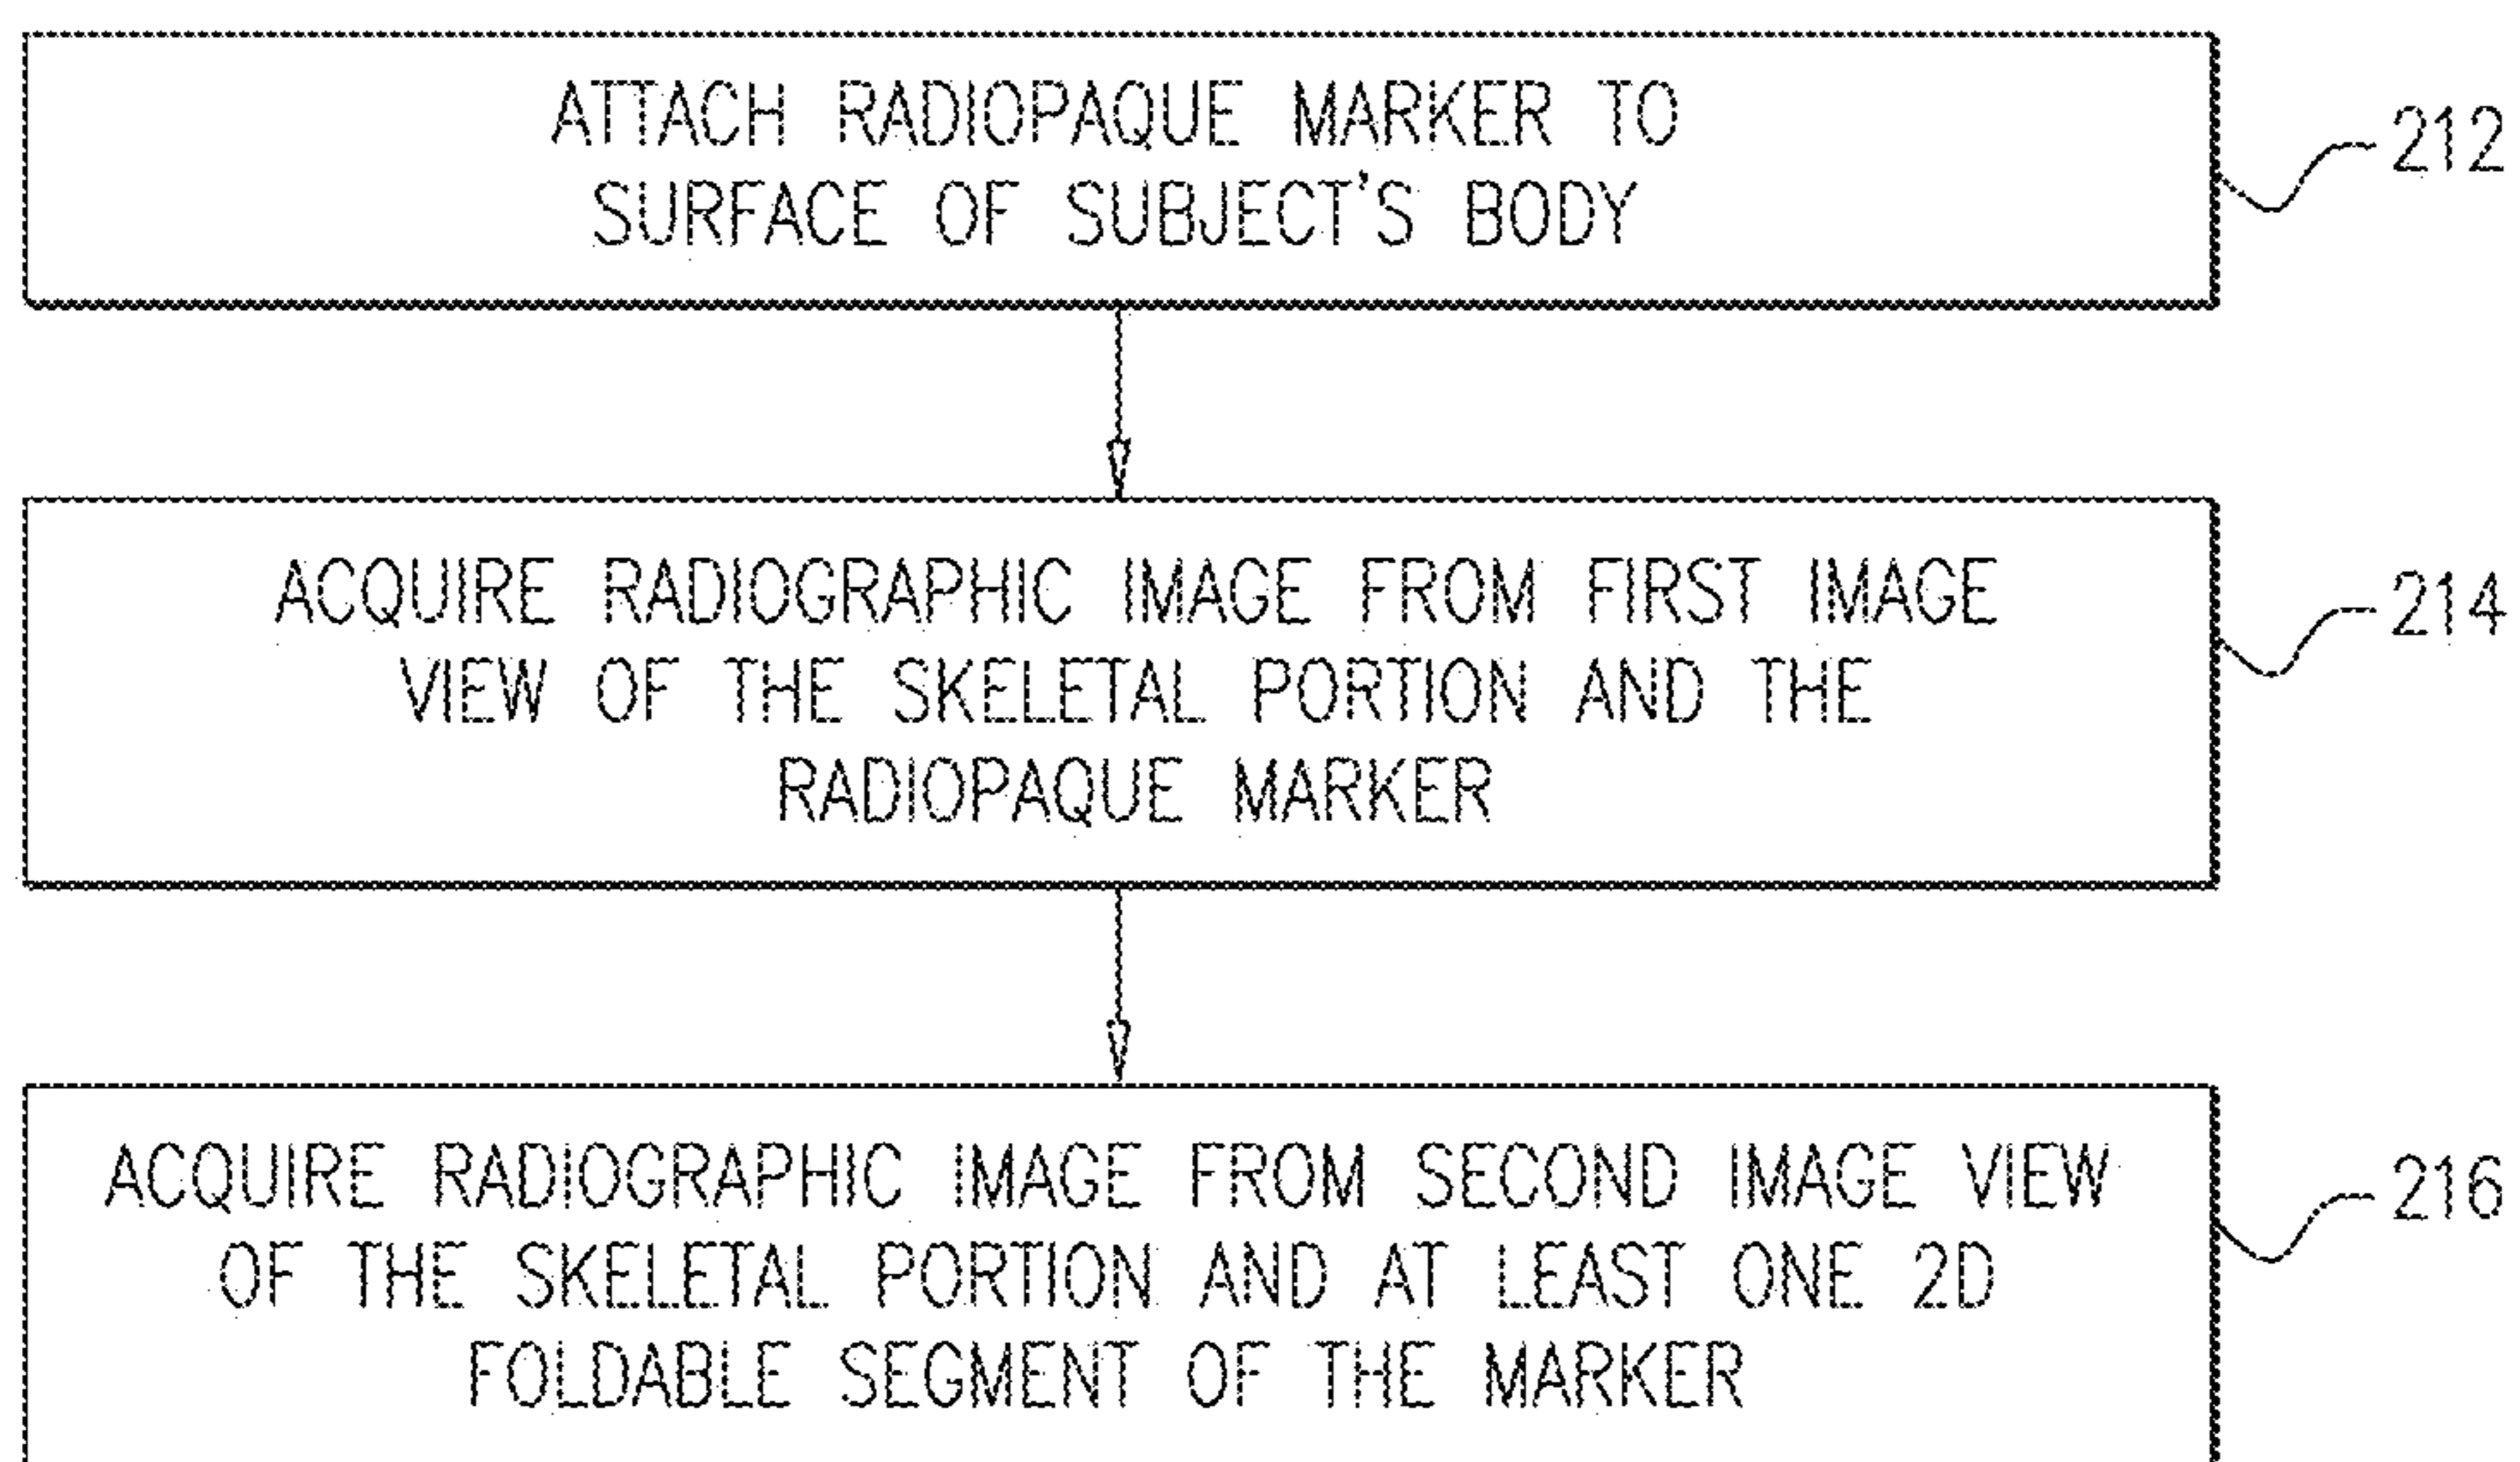 ATTACH RADIOPAQUE MARKER TO
SURFACE OF SUBJECT'S BODY
212
ACQUIRE RADIOGRAPHIC IMAGE FROM FIRST IMAGE
VIEW OF THE SKELETAL PORTION AND THE
RADIOPAQUE MARKER
214
ACQUIRE RADIOGRAPHIC IMAGE FROM SECOND IMAGE VIEW
OF THE SKELETAL PORTION AND AT LEAST ONE 2D
FOLDABLE SEGMENT OF THE MARKER
216